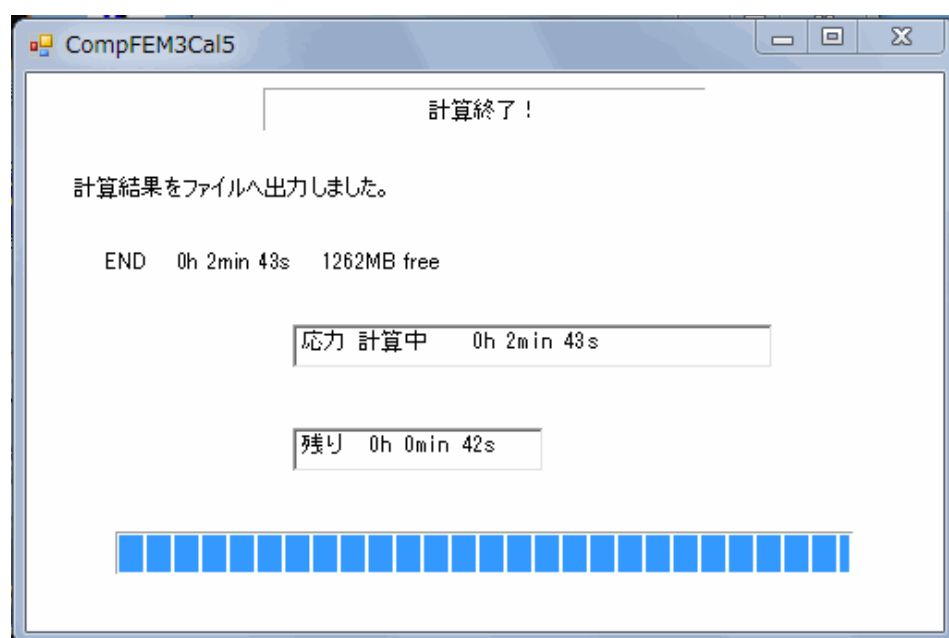 CompFEM3Cal5
計算終了!
計算結果をファイルへ出力しました。
END 0h 2min 43s 1262MB free
応力 計算中 0h 2min 43s
残り 0h 0min 42s